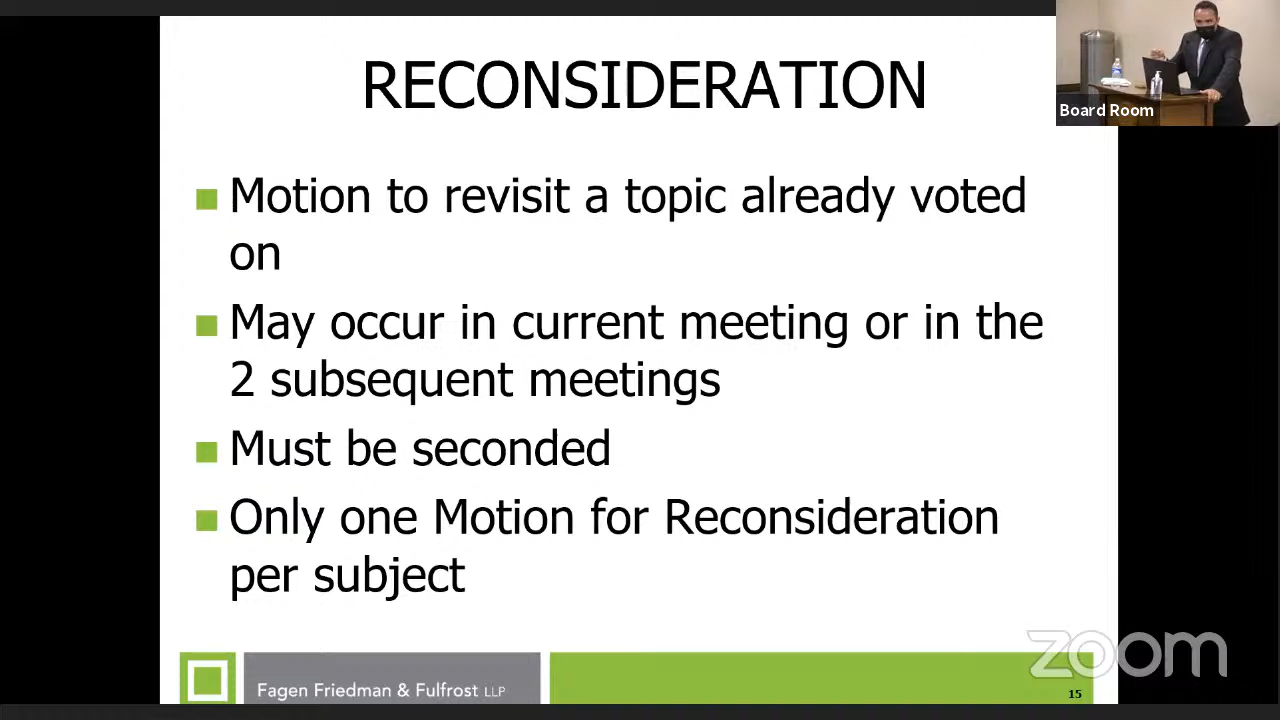 RECONSIDERATION
Board Room
Motion to revisit a topic already voted
on
May occur in current meeting or in the
2 subsequent meetings
Must be seconded
Only one Motion for Reconsideration
per subject
zoom
Fagen Friedman & Fulfrost LLP
15